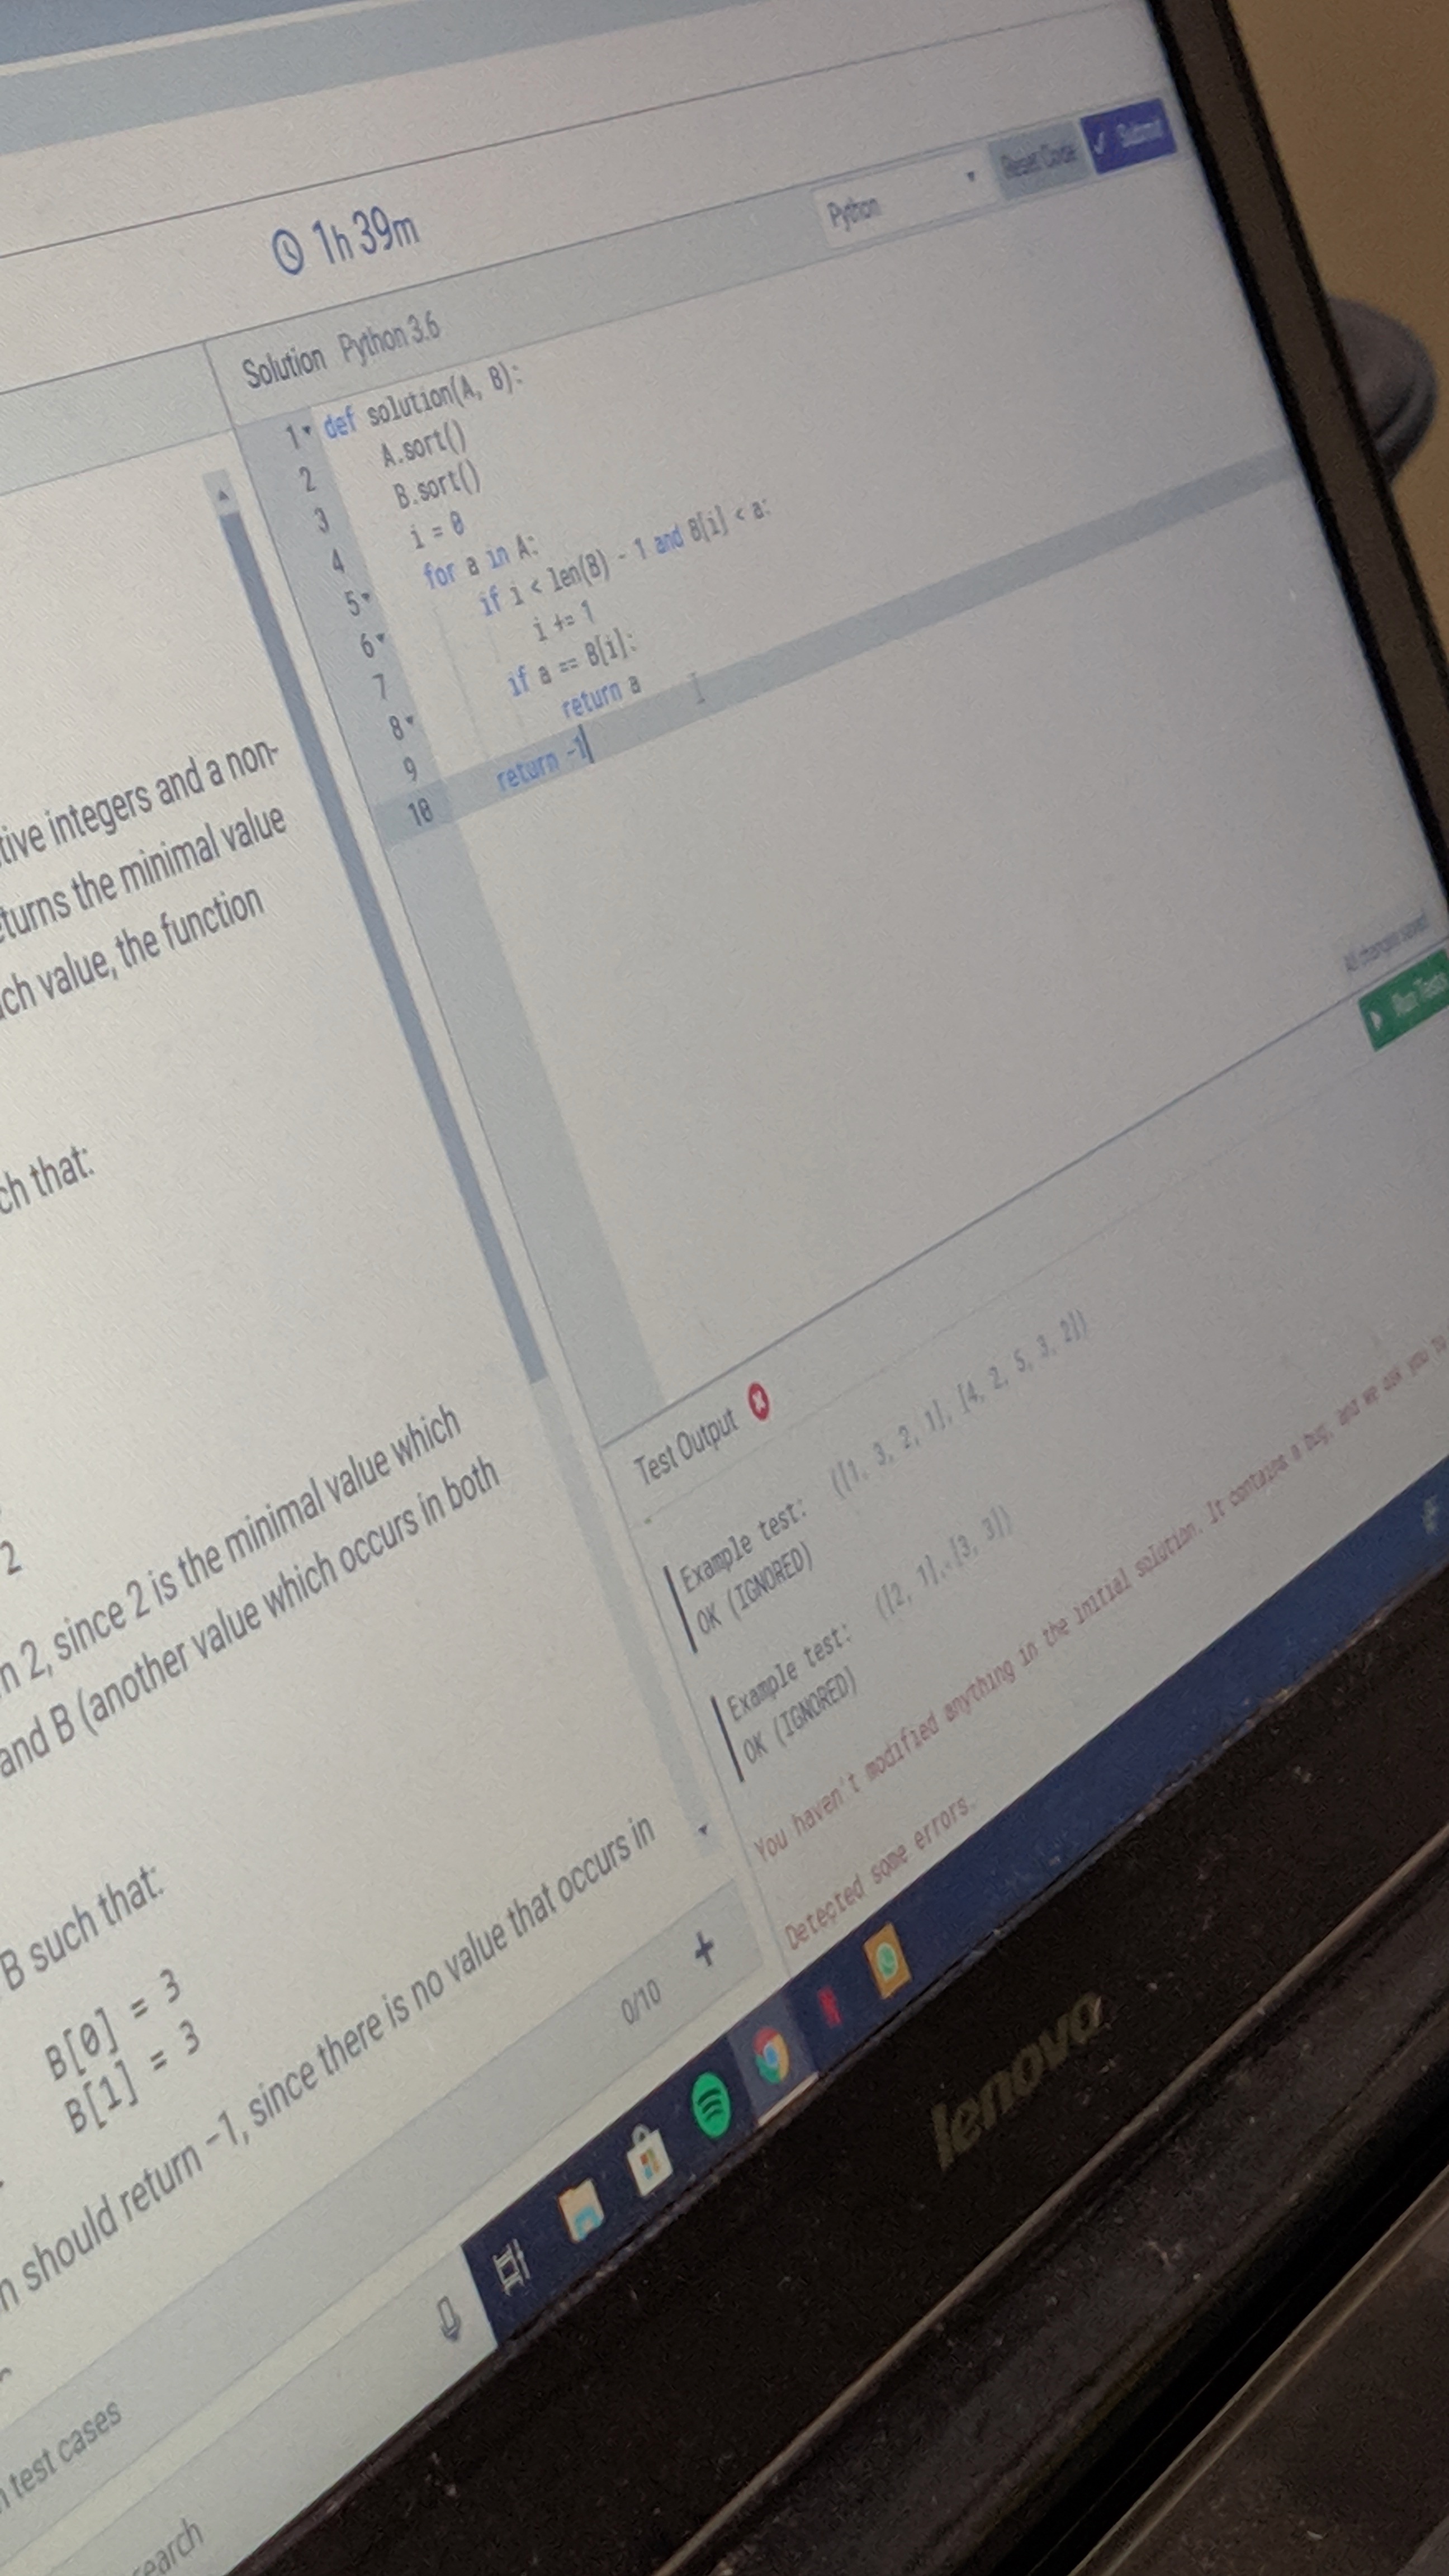 1h 39m
Python
Reset Code
Submit
Solution Python 3.6
1 def solution(A, B):
2 A.sort()
3 B.sort()
4 i = 0
5 for a in A:
6 if i < len(B) - 1 and B[i] < a:
7 i += 1
8 if a == B[i]:
9 return a
10 return -1
tive integers and a non-
eturns the minimal value
ch value, the function
ch that:
2
n 2, since 2 is the minimal value which
and B (another value which occurs in both
B such that:
B[0] = 3
B[1] = 3
n should return -1, since there is no value that occurs in
test cases
0/10 +
earch
All changes saved
Run Tests
Test Output
Example test: ([1, 3, 2, 1], [4, 2, 5, 3, 2])
OK (IGNORED)
Example test: ([2, 1], [3, 3])
OK (IGNORED)
You haven't modified anything in the initial solution. It contains a bug, and we ask you to
Detected some errors.
lenovo